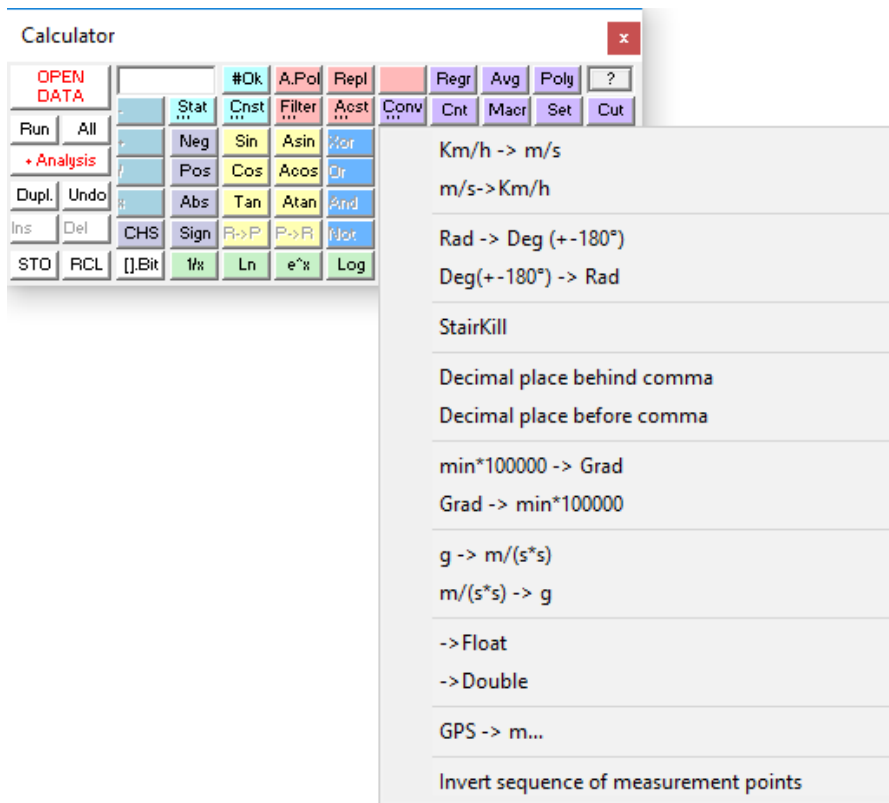 Calculator
x
OPEN DATA
#Ok A.Pol Repl Regr Avg Poly ?
- Stat ... Cnst ... Filter ... Acst ... Conv ... Cnt Macr Set Cut
Run All + Neg Sin Asin Xor
+ Analysis / Pos Cos Acos Or
Dupl. Undo x Abs Tan Atan And
Ins Del CHS Sign R->P P->R Not
STO RCL [].Bit 1/x Ln e^x Log
Km/h -> m/s
m/s->Km/h
Rad -> Deg (+-180°)
Deg(+-180°) -> Rad
StairKill
Decimal place behind comma
Decimal place before comma
min*100000 -> Grad
Grad -> min*100000
g -> m/(s*s)
m/(s*s) -> g
->Float
->Double
GPS -> m...
Invert sequence of measurement points